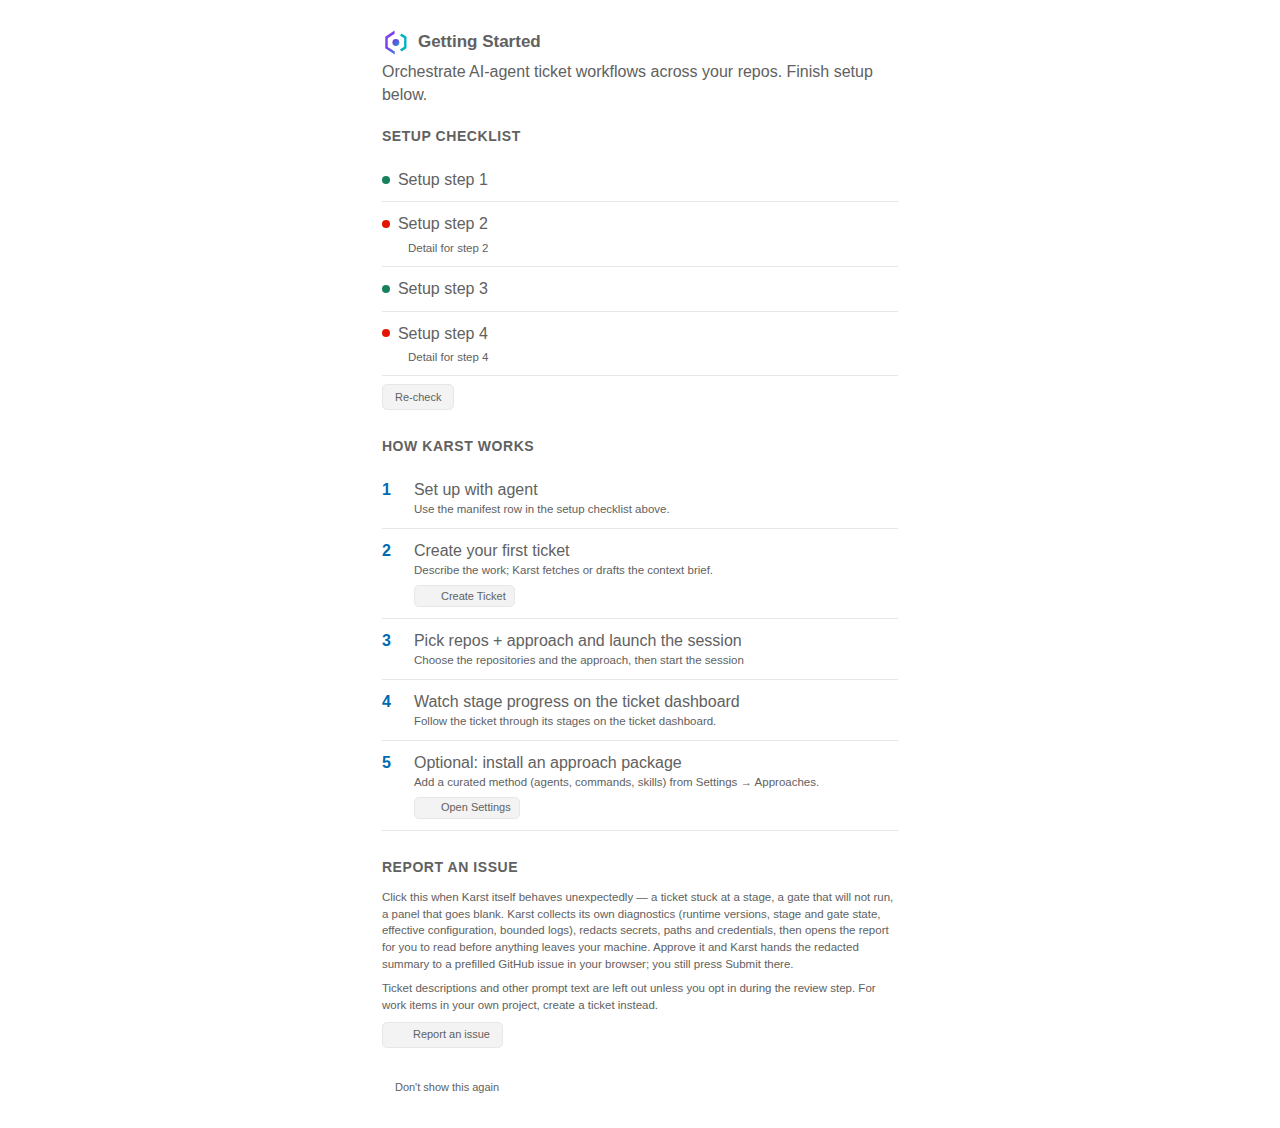 Getting Started
Orchestrate AI-agent ticket workflows across your repos. Finish setup
below.
SETUP CHECKLIST
Setup step 1
Setup step 2
Detail for step 2
Setup step 3
Setup step 4
Detail for step 4
Re-check
HOW KARST WORKS
1 Set up with agent
Use the manifest row in the setup checklist above.
2 Create your first ticket
Describe the work; Karst fetches or drafts the context brief.
Create Ticket
3 Pick repos + approach and launch the session
Choose the repositories and the approach, then start the session
4 Watch stage progress on the ticket dashboard
Follow the ticket through its stages on the ticket dashboard.
5 Optional: install an approach package
Add a curated method (agents, commands, skills) from Settings → Approaches.
Open Settings
REPORT AN ISSUE
Click this when Karst itself behaves unexpectedly — a ticket stuck at a stage, a gate that will not run,
a panel that goes blank. Karst collects its own diagnostics (runtime versions, stage and gate state,
effective configuration, bounded logs), redacts secrets, paths and credentials, then opens the report
for you to read before anything leaves your machine. Approve it and Karst hands the redacted
summary to a prefilled GitHub issue in your browser; you still press Submit there.
Ticket descriptions and other prompt text are left out unless you opt in during the review step. For
work items in your own project, create a ticket instead.
Report an issue
Don't show this again